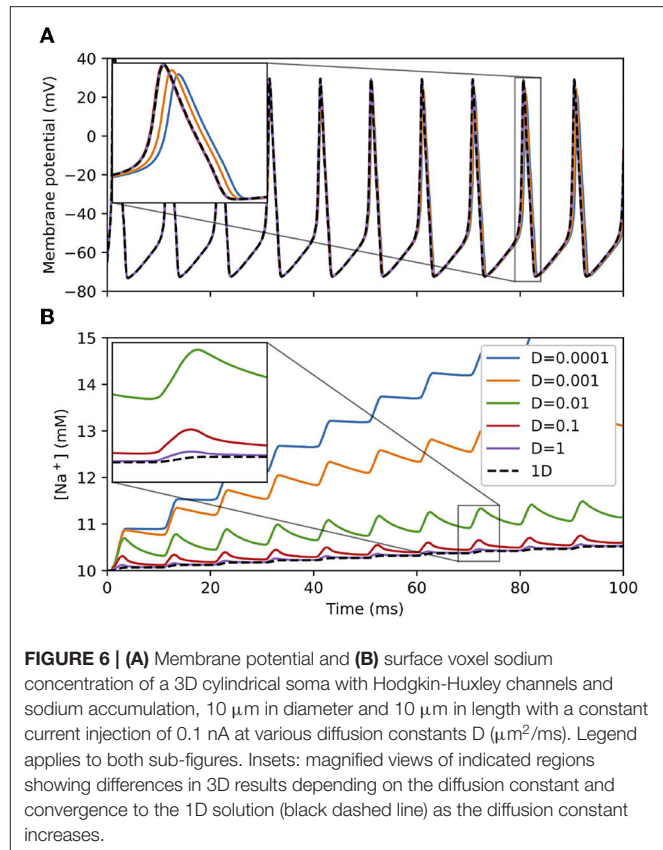 A
40
20
0
−20
−40
−60
−80
Membrane potential (mV)
0
20
40
60
80
100
B
15
14
13
12
11
10
[Na⁺] (mM)
D=0.0001
D=0.001
D=0.01
D=0.1
D=1
1D
0
20
40
60
80
100
Time (ms)
FIGURE 6 | (A) Membrane potential and (B) surface voxel sodium
concentration of a 3D cylindrical soma with Hodgkin-Huxley channels and
sodium accumulation, 10 μm in diameter and 10 μm in length with a constant
current injection of 0.1 nA at various diffusion constants D (μm²/ms). Legend
applies to both sub-figures. Insets: magnified views of indicated regions
showing differences in 3D results depending on the diffusion constant and
convergence to the 1D solution (black dashed line) as the diffusion constant
increases.